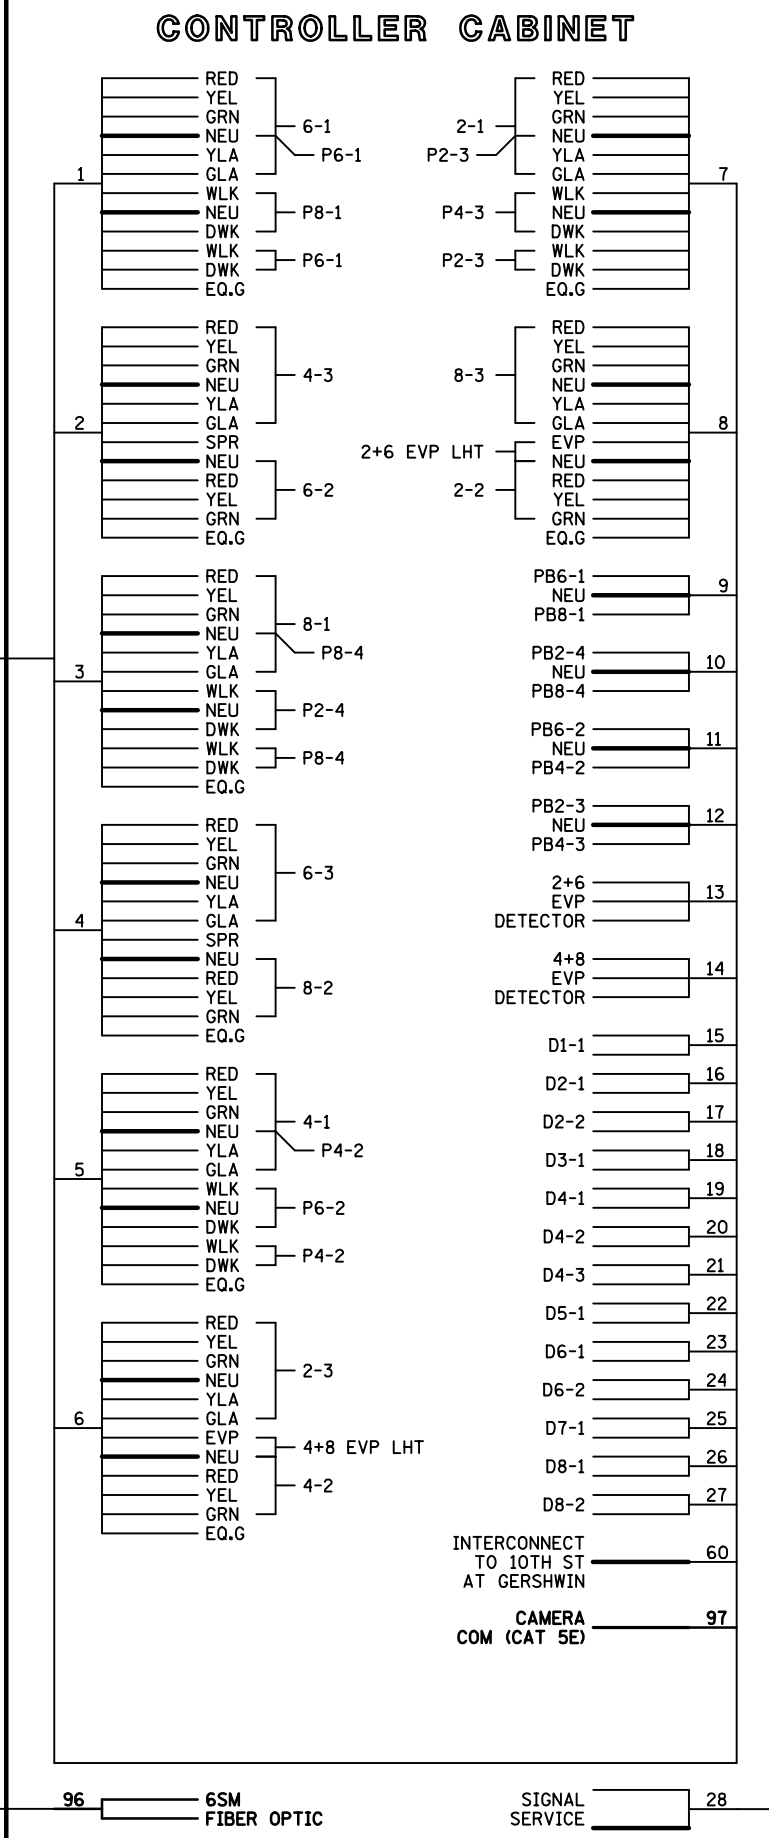 CONTROLLER CABINET
1
RED
YEL
GRN
NEU
YLA
GLA
WLK
NEU
DWK
WLK
DWK
EQ.G
6-1
P6-1
P8-1
P6-1
2
RED
YEL
GRN
NEU
YLA
GLA
SPR
NEU
RED
YEL
GRN
EQ.G
4-3
6-2
3
RED
YEL
GRN
NEU
YLA
GLA
WLK
NEU
DWK
WLK
DWK
EQ.G
8-1
P8-4
P2-4
P8-4
4
RED
YEL
GRN
NEU
YLA
GLA
SPR
NEU
RED
YEL
GRN
EQ.G
6-3
8-2
5
RED
YEL
GRN
NEU
YLA
GLA
WLK
NEU
DWK
WLK
DWK
EQ.G
4-1
P4-2
P6-2
P4-2
6
RED
YEL
GRN
NEU
YLA
GLA
EVP
NEU
RED
YEL
GRN
EQ.G
2-3
4+8 EVP LHT
4-2
2-1
P2-3
P4-3
P2-3
RED
YEL
GRN
NEU
YLA
GLA
WLK
NEU
DWK
WLK
DWK
EQ.G
7
8-3
2+6 EVP LHT
2-2
RED
YEL
GRN
NEU
YLA
GLA
EVP
NEU
RED
YEL
GRN
EQ.G
8
PB6-1
NEU
PB8-1
9
PB2-4
NEU
PB8-4
10
PB6-2
NEU
PB4-2
11
PB2-3
NEU
PB4-3
12
2+6
EVP
DETECTOR
13
4+8
EVP
DETECTOR
14
D1-1 15
D2-1 16
D2-2 17
D3-1 18
D4-1 19
D4-2 20
D4-3 21
D5-1 22
D6-1 23
D6-2 24
D7-1 25
D8-1 26
D8-2 27
INTERCONNECT
TO 10TH ST
AT GERSHWIN
60
CAMERA
COM (CAT 5E)
97
96
6SM
FIBER OPTIC
SIGNAL
SERVICE
28